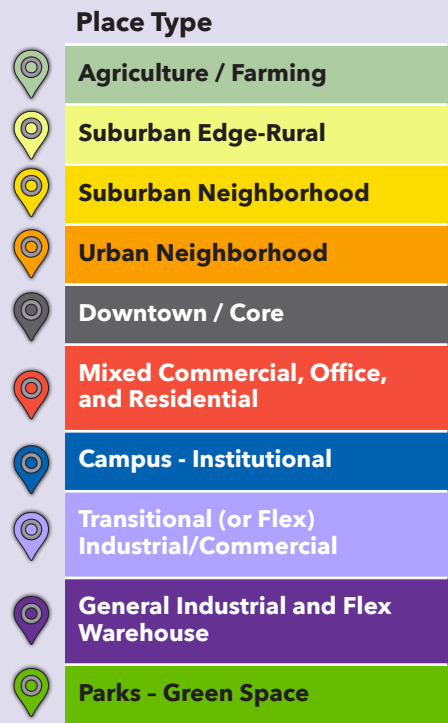 Place Type
Agriculture / Farming
Suburban Edge-Rural
Suburban Neighborhood
Urban Neighborhood
Downtown / Core
Mixed Commercial, Office,
and Residential
Campus - Institutional
Transitional (or Flex)
Industrial/Commercial
General Industrial and Flex
Warehouse
Parks – Green Space